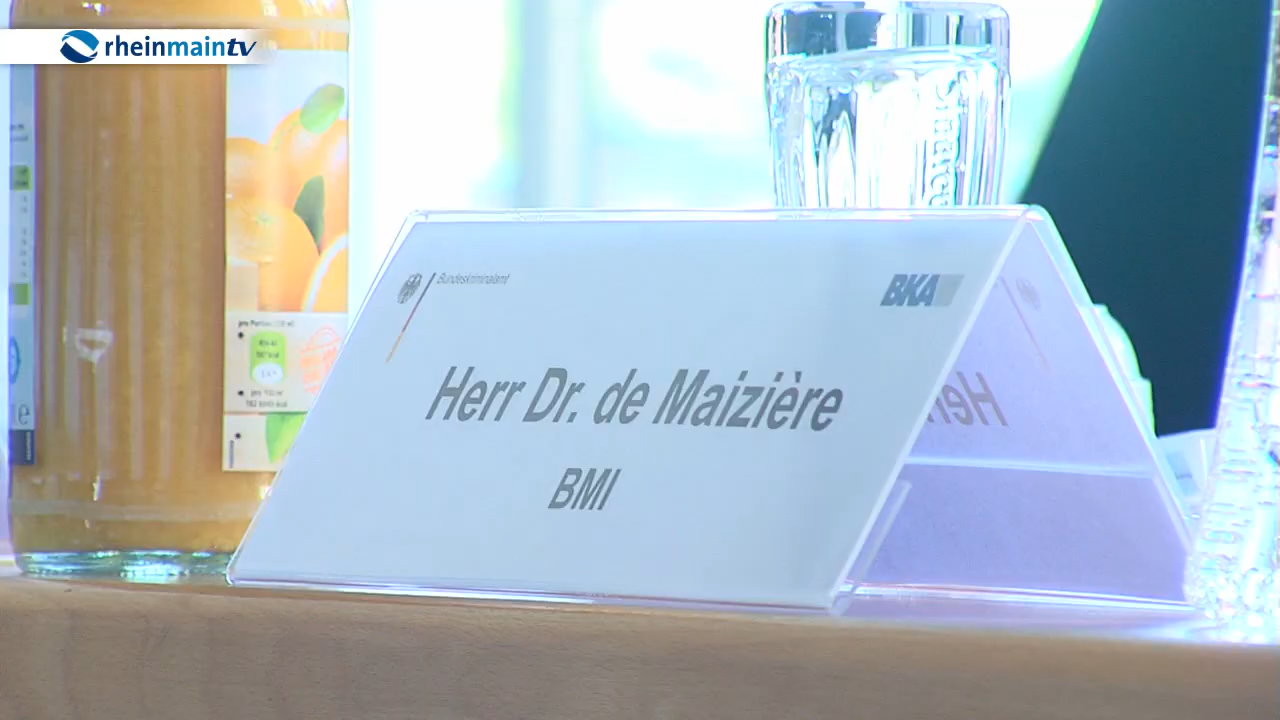 rheinmaintv
Bundeskriminalamt
BKA
Herr Dr. de Maizière
BMI